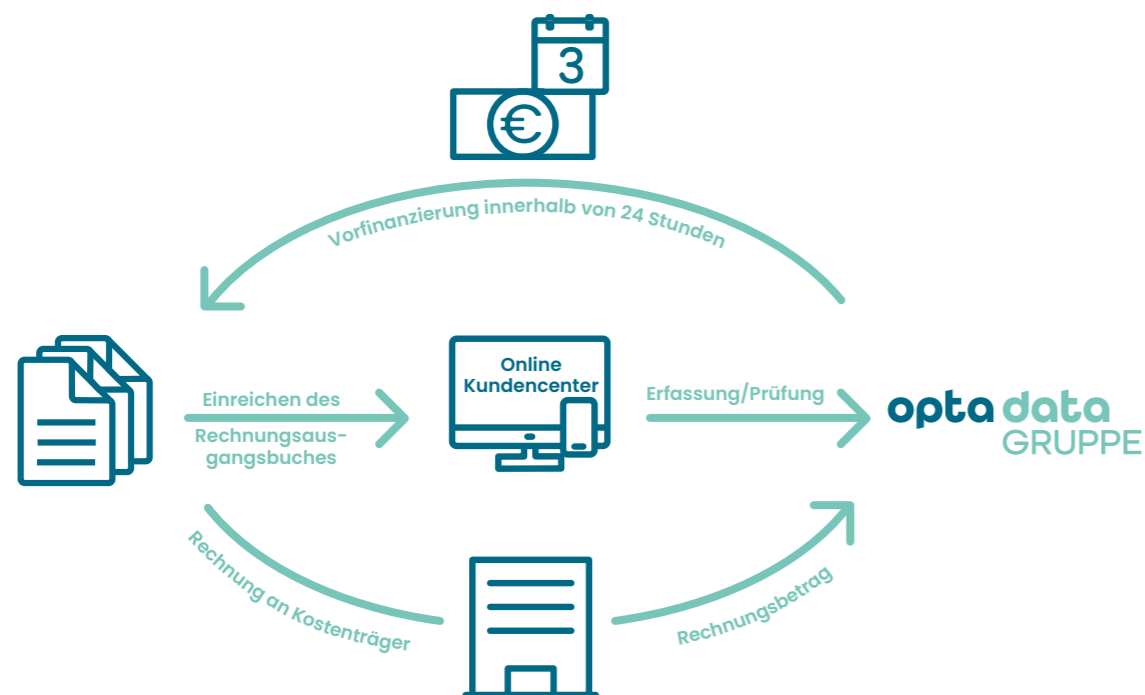 3
€
Vorfinanzierung innerhalb von 24 Stunden
Online
Kundencenter
Einreichen des
Rechnungsaus-
gangsbuches
Erfassung/Prüfung
opta data
GRUPPE
Rechnung an Kostenträger
Rechnungsbetrag